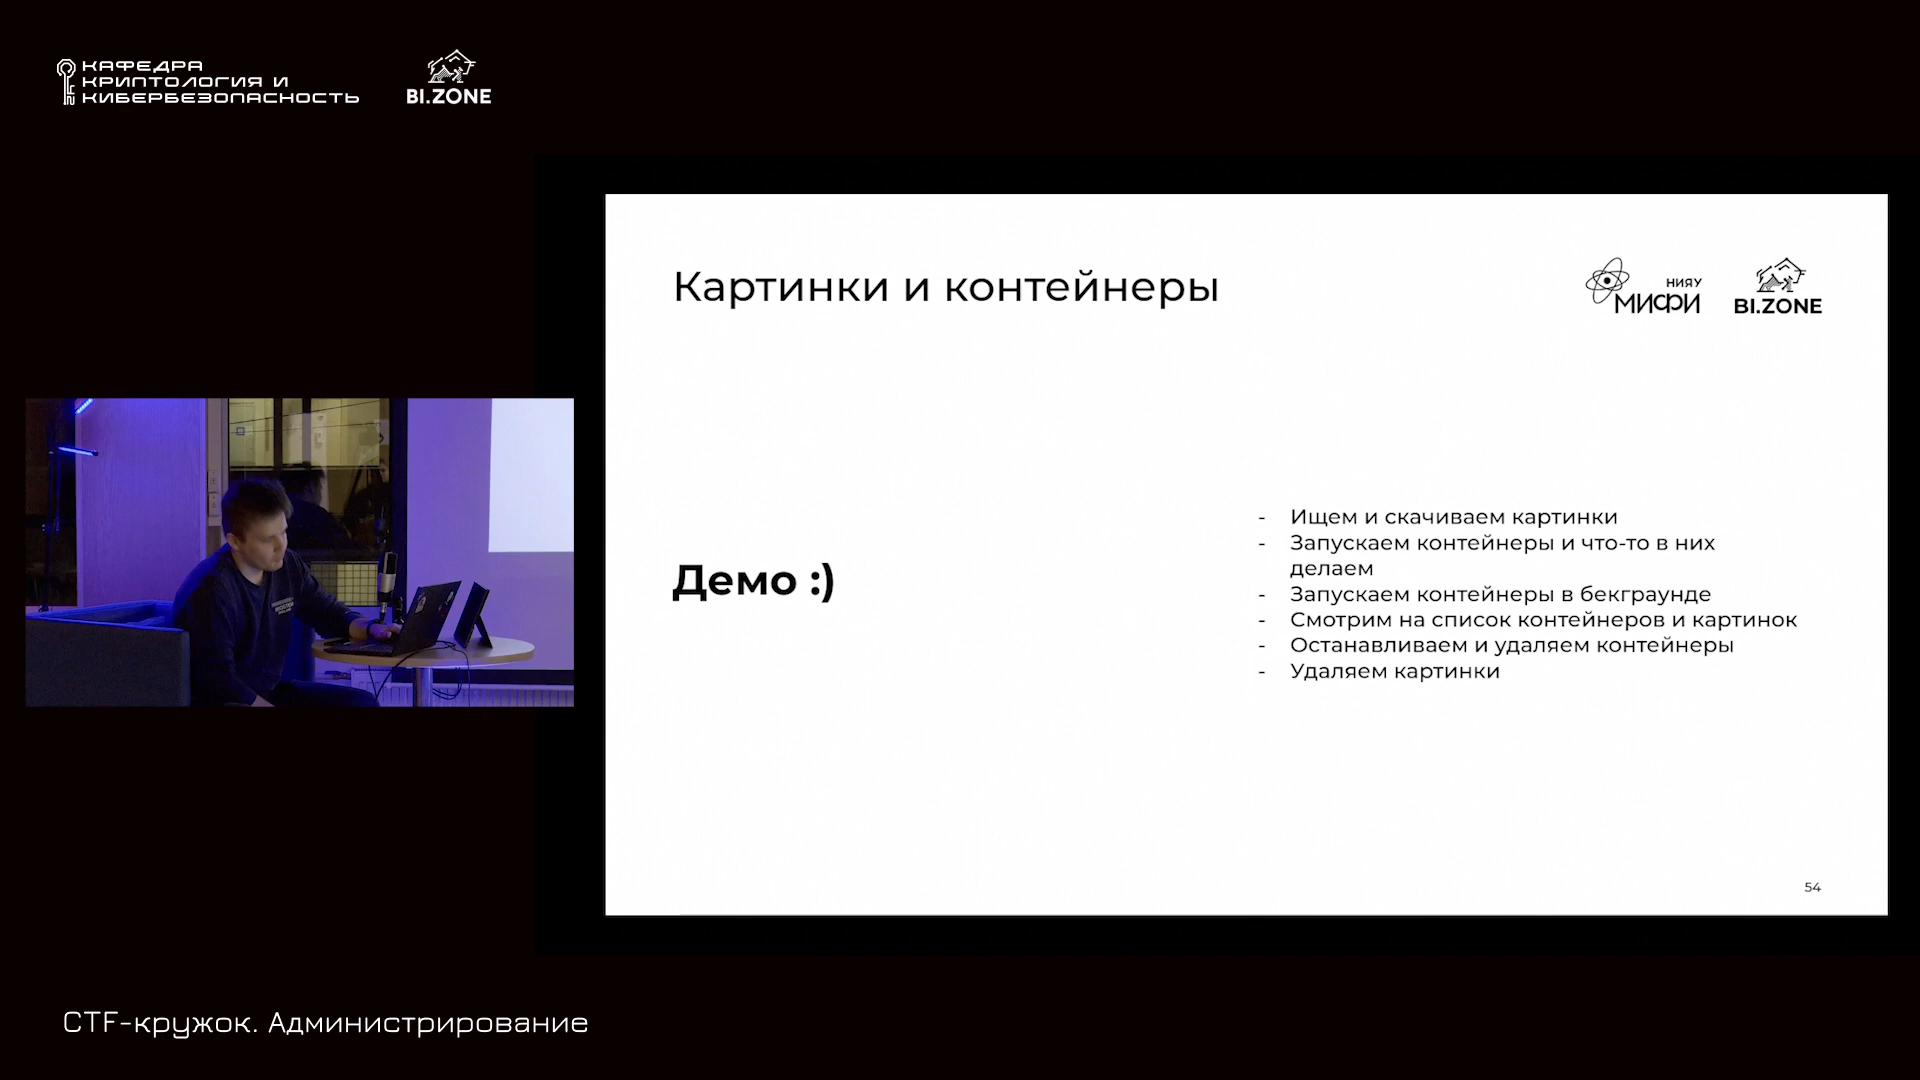 КАФЕДРА
КРИПТОЛОГИЯ И
КИБЕРБЕЗОПАСНОСТЬ
BI.ZONE
Картинки и контейнеры
НИЯУ
МИФИ
BI.ZONE
Демо :)
- Ищем и скачиваем картинки
- Запускаем контейнеры и что-то в них
делаем
- Запускаем контейнеры в бекграунде
- Смотрим на список контейнеров и картинок
- Останавливаем и удаляем контейнеры
- Удаляем картинки
54
CTF-кружок. Администрирование